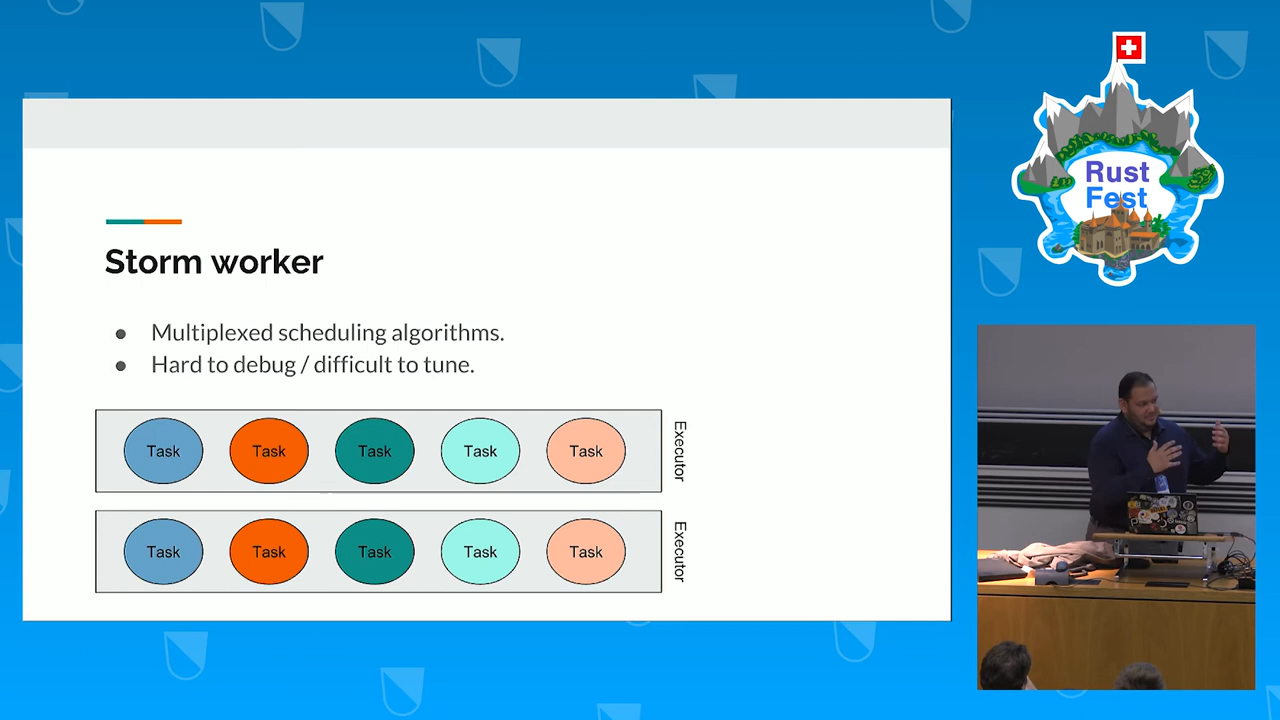 Storm worker
● Multiplexed scheduling algorithms.
● Hard to debug / difficult to tune.
Task Task Task Task Task
Executor
Task Task Task Task Task
Executor
Rust
Fest